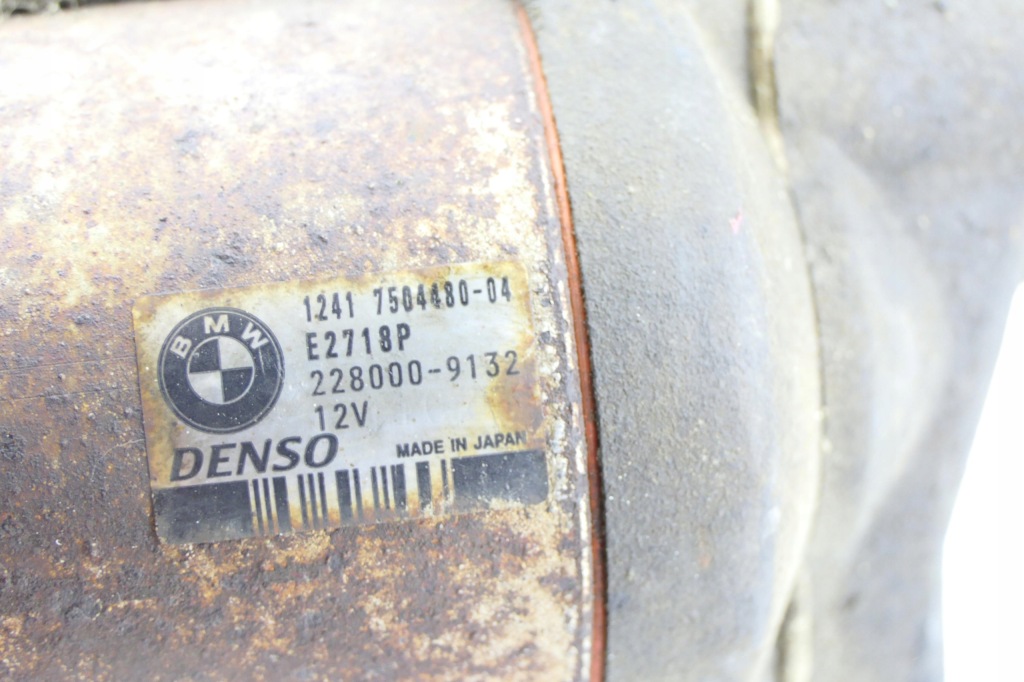 BMW
1241 7504480-04
E2718P
228000-9132
12V
DENSO
MADE IN JAPAN